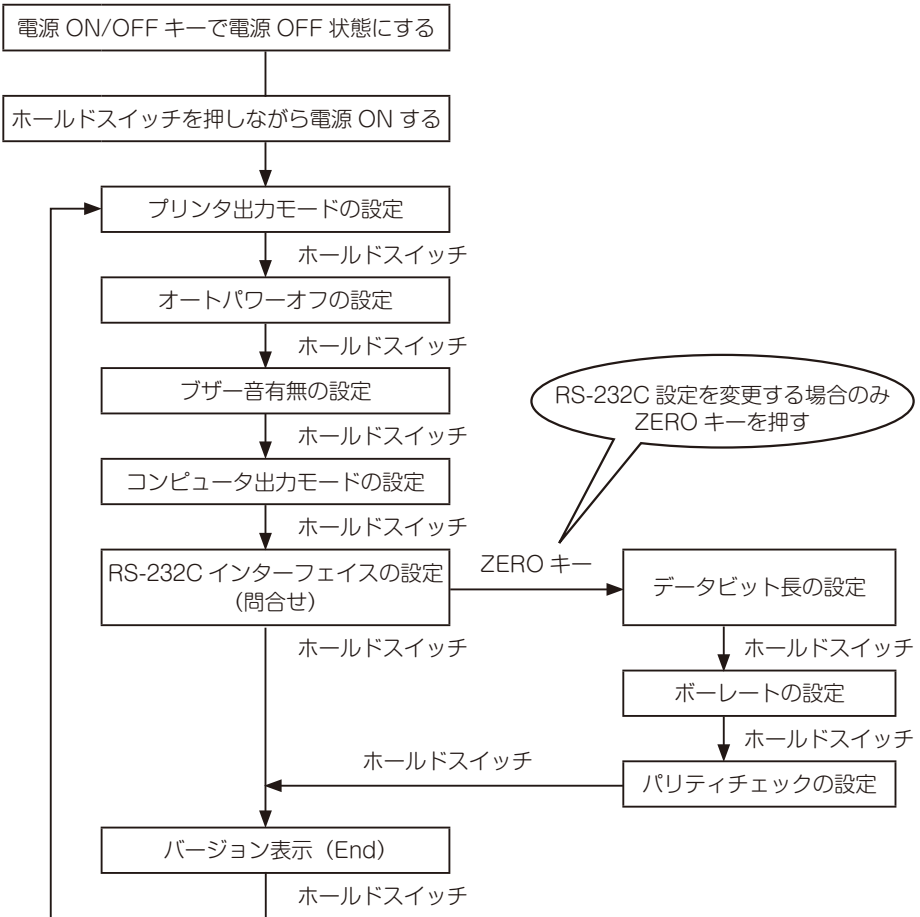 電源 ON/OFF キーで電源 OFF 状態にする
ホールドスイッチを押しながら電源 ON する
プリンタ出力モードの設定
ホールドスイッチ
オートパワーオフの設定
ホールドスイッチ
ブザー音有無の設定
ホールドスイッチ
コンピュータ出力モードの設定
ホールドスイッチ
RS-232C インターフェイスの設定
（問合せ）
ホールドスイッチ
RS-232C 設定を変更する場合のみ
ZERO キーを押す
ZERO キー
データビット長の設定
ホールドスイッチ
ボーレートの設定
ホールドスイッチ
パリティチェックの設定
ホールドスイッチ
バージョン表示（End）
ホールドスイッチ